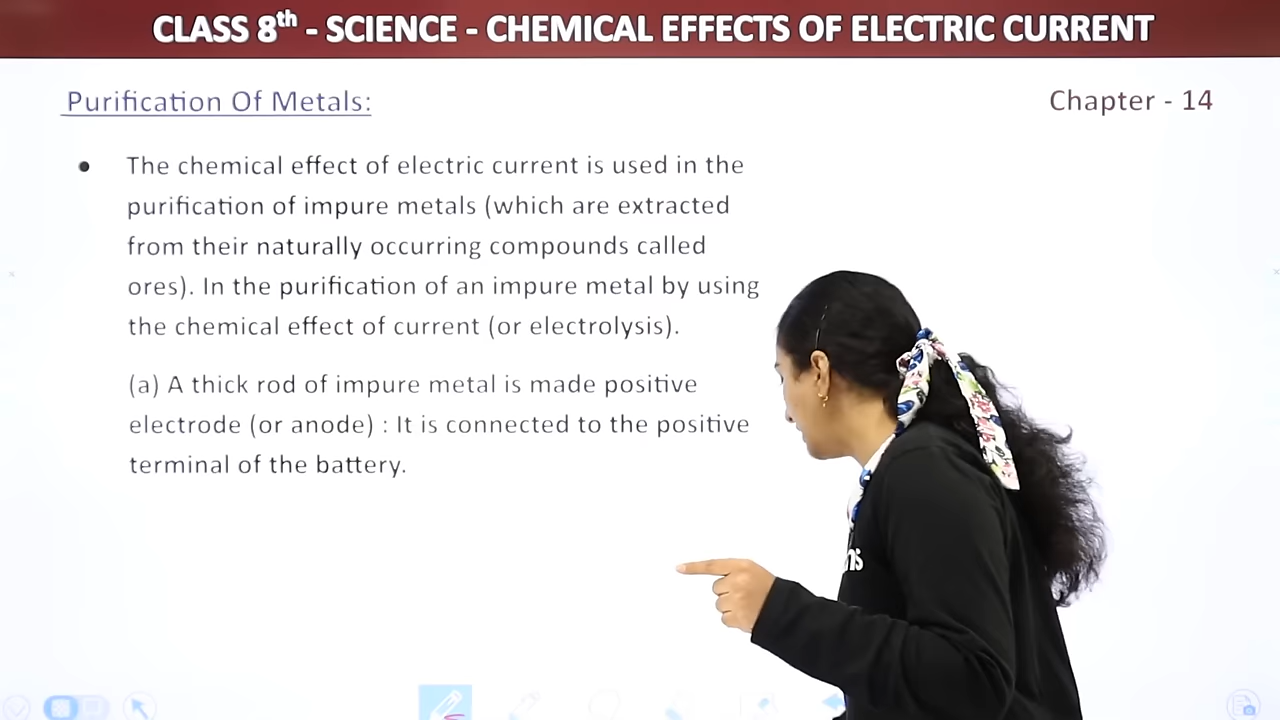 CLASS 8th - SCIENCE - CHEMICAL EFFECTS OF ELECTRIC CURRENT
Purification Of Metals:
Chapter - 14
• The chemical effect of electric current is used in the
purification of impure metals (which are extracted
from their naturally occurring compounds called
ores). In the purification of an impure metal by using
the chemical effect of current (or electrolysis).
(a) A thick rod of impure metal is made positive
electrode (or anode) : It is connected to the positive
terminal of the battery.